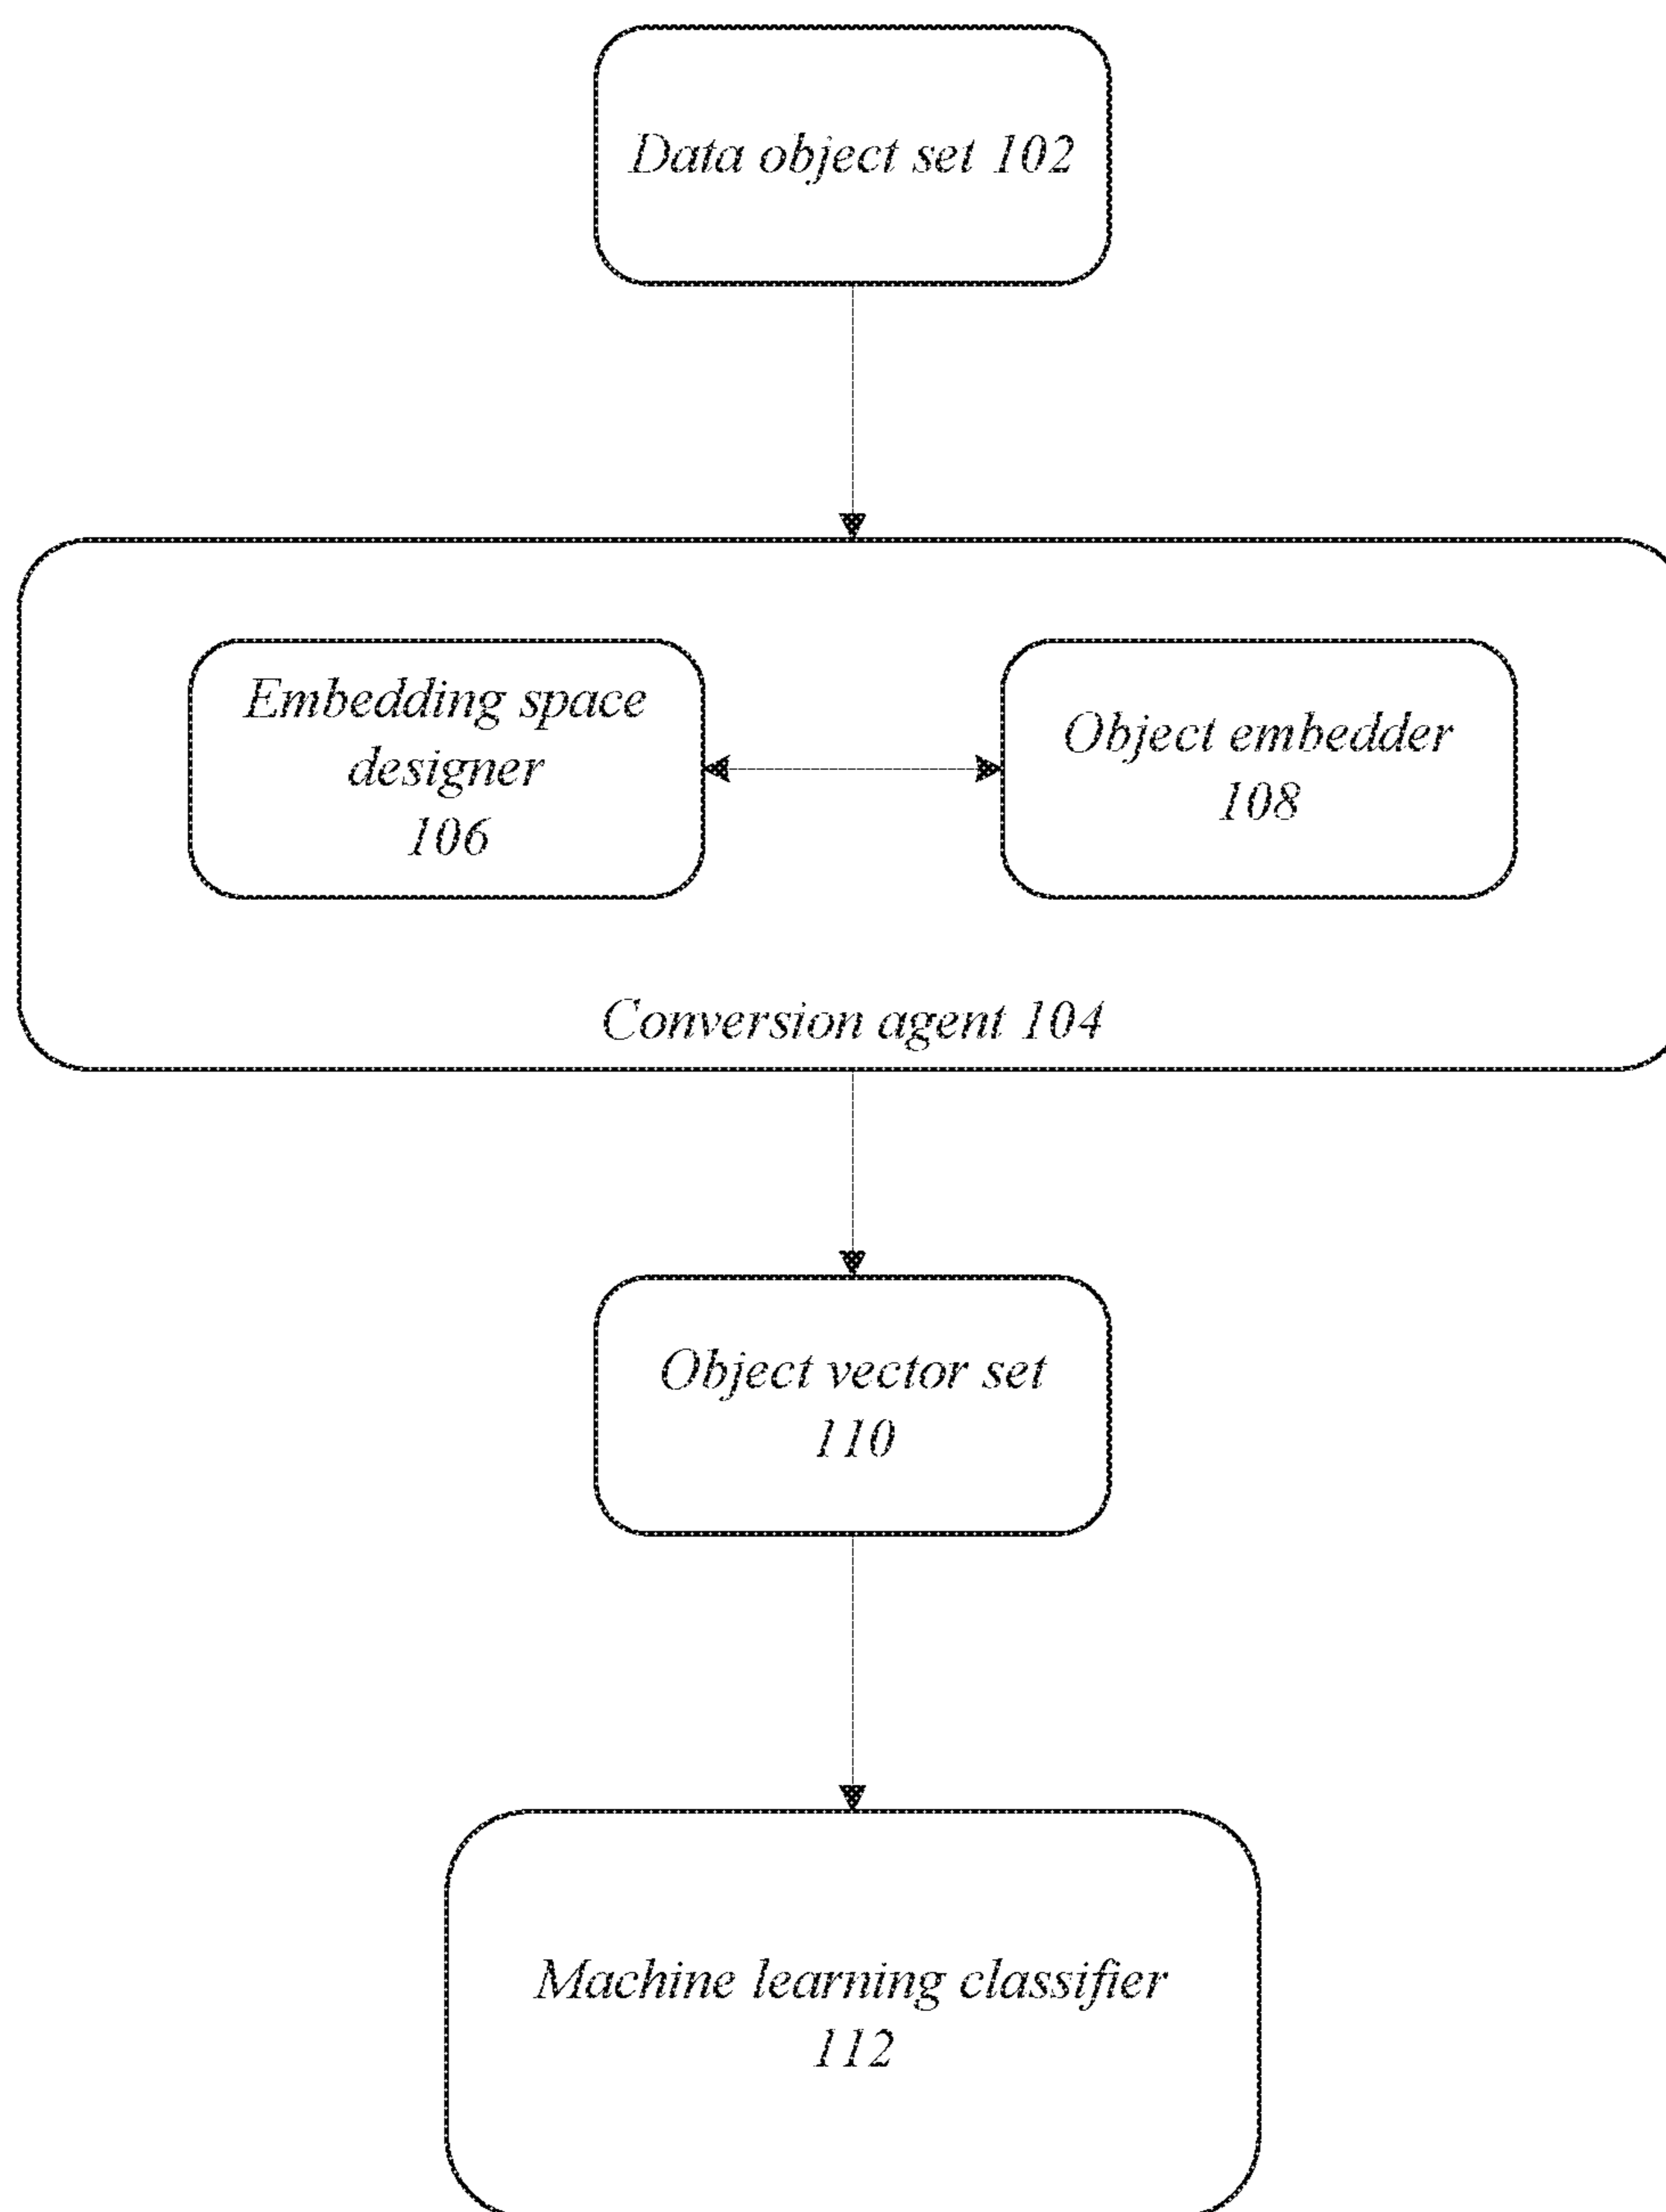 Data object set 102
Embedding space
designer
106
Object embedder
108
Conversion agent 104
Object vector set
110
Machine learning classifier
112